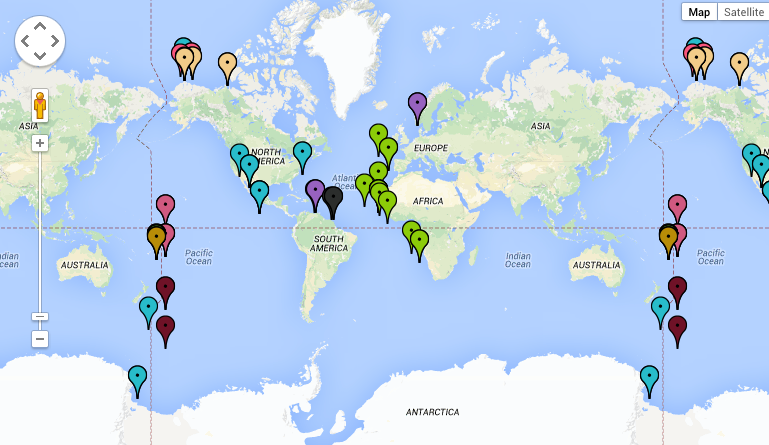 Map Satellite
ASIA
NORTH
AMERICA
EUROPE
ASIA
Atlantic
Ocean
AFRICA
SOUTH
AMERICA
Pacific
Ocean
Indian
Ocean
Pacific
Ocean
Ocean
AUSTRALIA
AUSTRALIA
ANTARCTICA